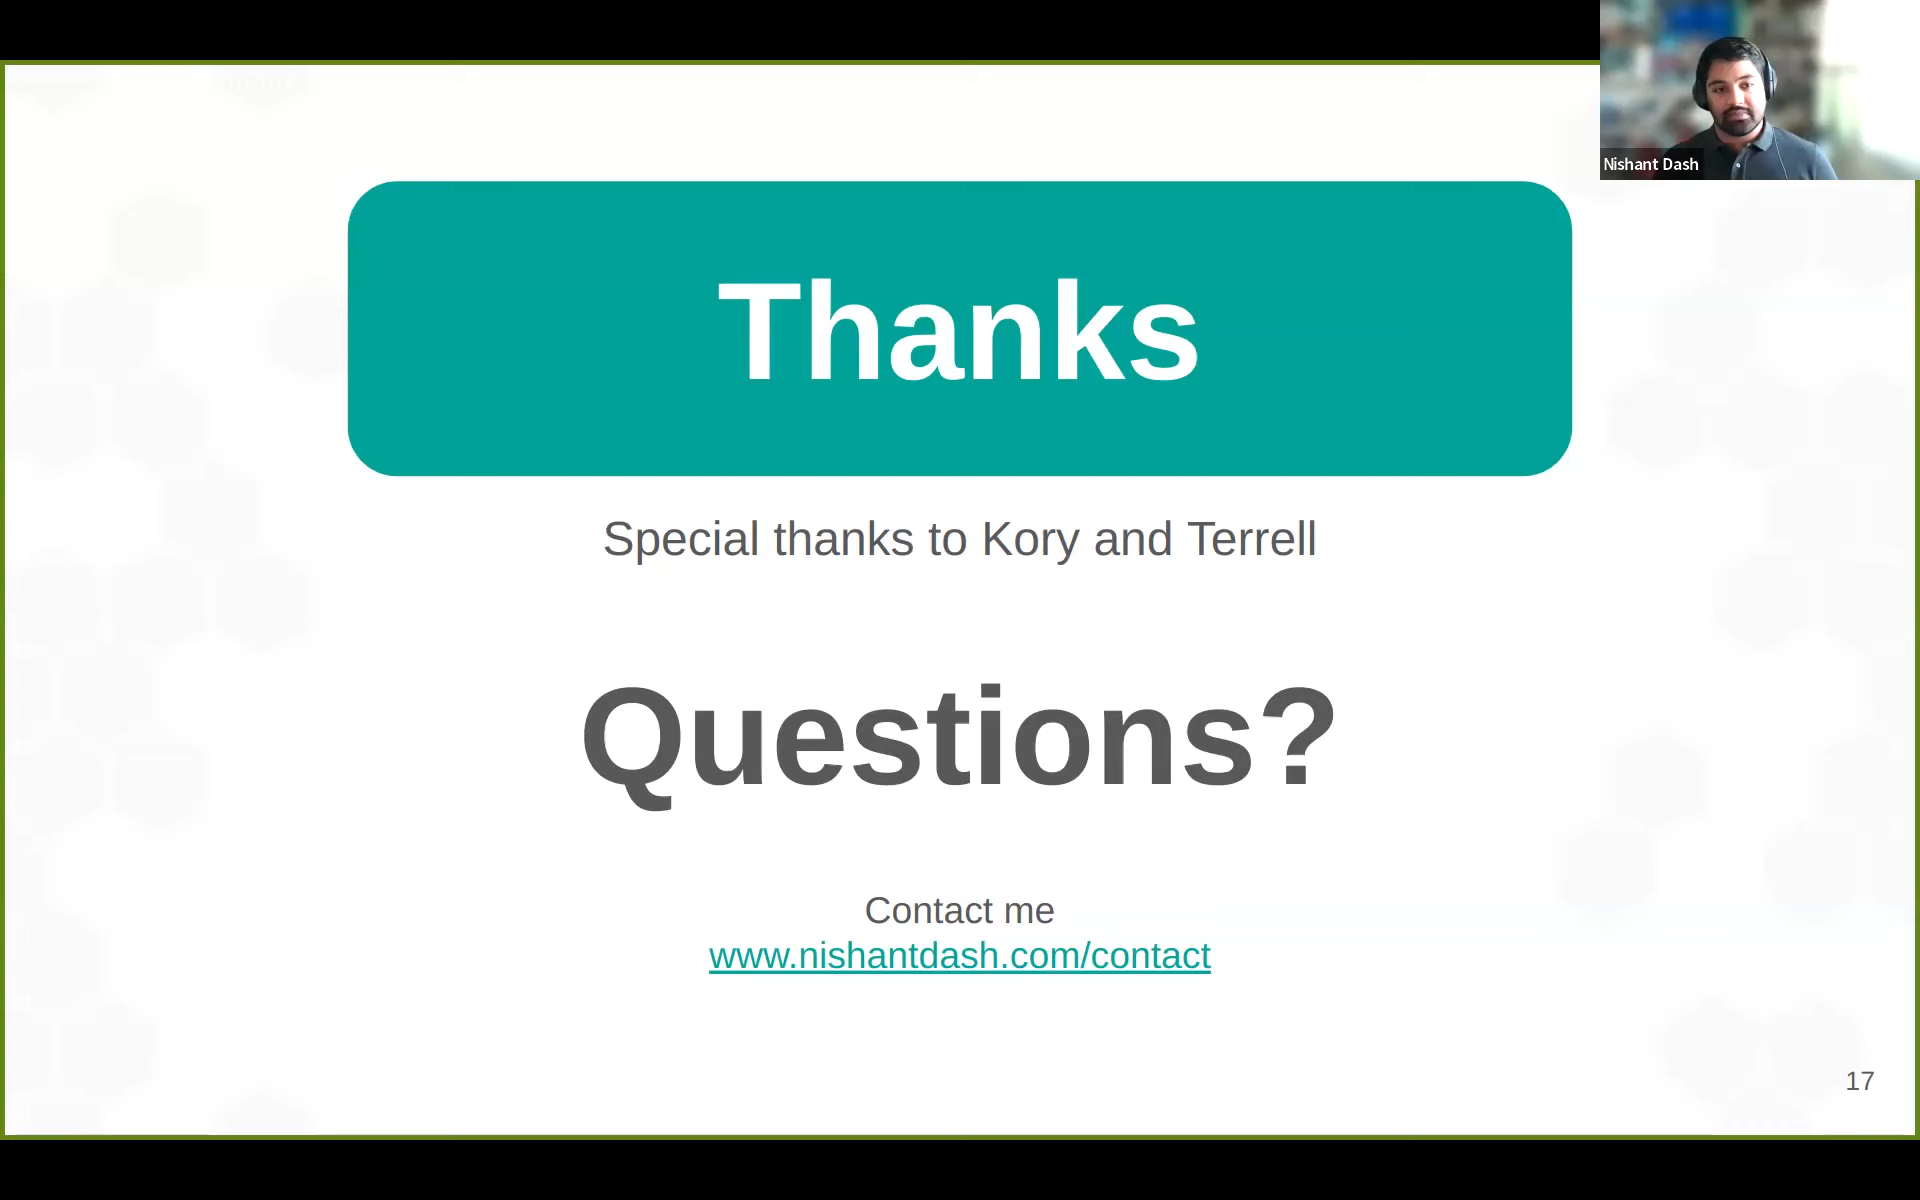 Nishant Dash
Thanks
Special thanks to Kory and Terrell
Questions?
Contact me
www.nishantdash.com/contact
17